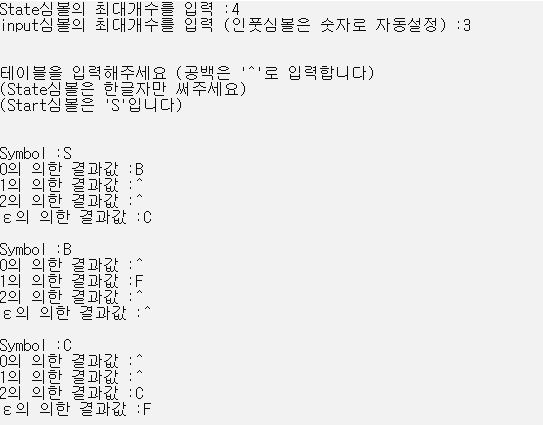 State심볼의 최대개수를 입력 :4
input심볼의 최대개수를 입력 (인풋심볼은 숫자로 자동설정) :3
테이블을 입력해주세요 (공백은 '^'로 입력합니다)
(State심볼은 한글자만 써주세요)
(Start심볼은 'S'입니다)
Symbol :S
0의 의한 결과값 :B
1의 의한 결과값 :^
2의 의한 결과값 :^
ε의 의한 결과값 :C
Symbol :B
0의 의한 결과값 :^
1의 의한 결과값 :F
2의 의한 결과값 :^
ε의 의한 결과값 :^
Symbol :C
0의 의한 결과값 :^
1의 의한 결과값 :^
2의 의한 결과값 :C
ε의 의한 결과값 :F